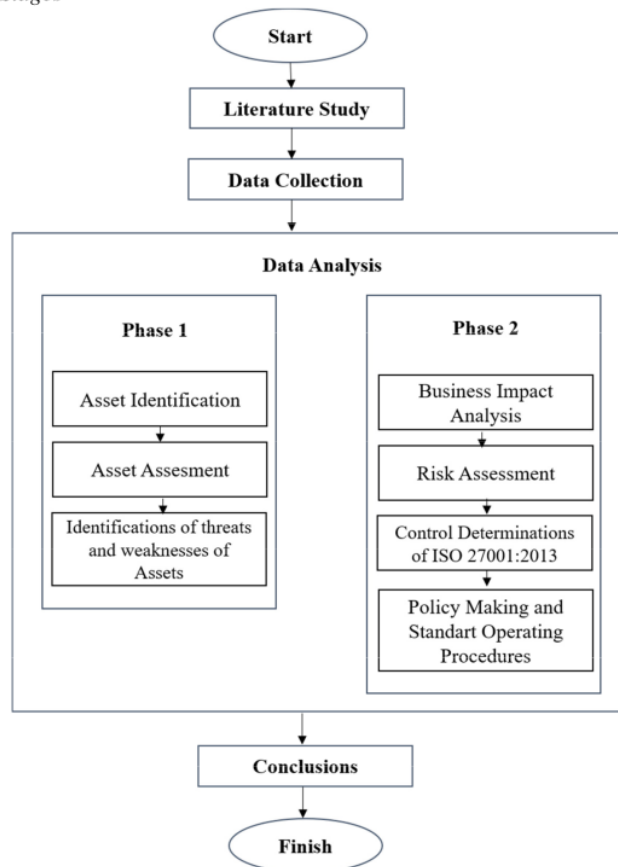 Start
Literature Study
Data Collection
Data Analysis
Phase 1
Asset Identification
Asset Assesment
Identifications of threats
and weaknesses of
Assets
Phase 2
Business Impact
Analysis
Risk Assessment
Control Determinations
of ISO 27001:2013
Policy Making and
Standart Operating
Procedures
Conclusions
Finish